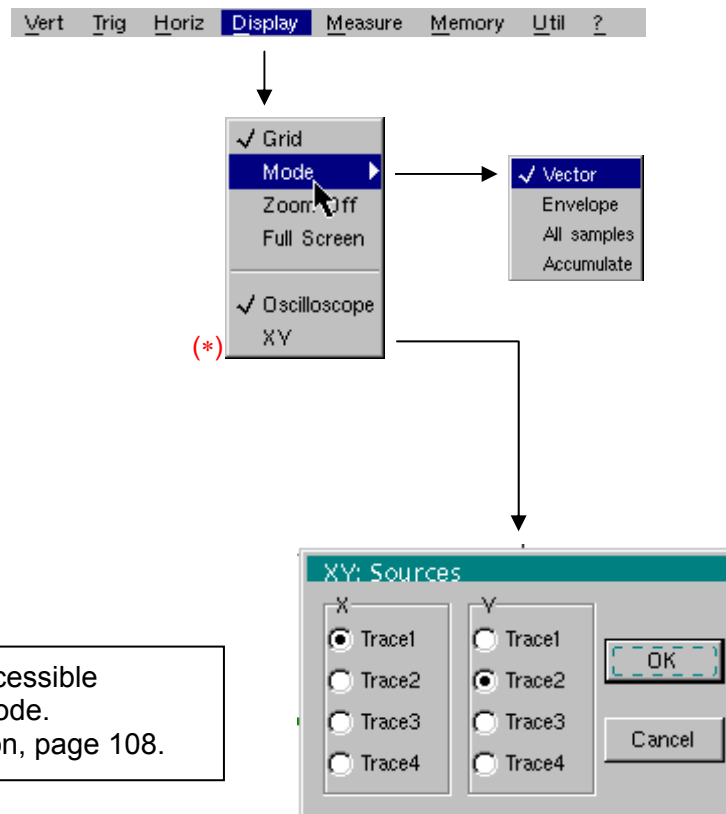 Vert Trig Horiz Display Measure Memory Util ?
✓ Grid
Mode
Zoom Off
Full Screen
✓ Oscilloscope
(*) XY
✓ Vector
Envelope
All samples
Accumulate
XY: Sources
X
Trace1
Trace2
Trace3
Trace4
Y
Trace1
Trace2
Trace3
Trace4
OK
Cancel
cessible
ode.
on, page 108.